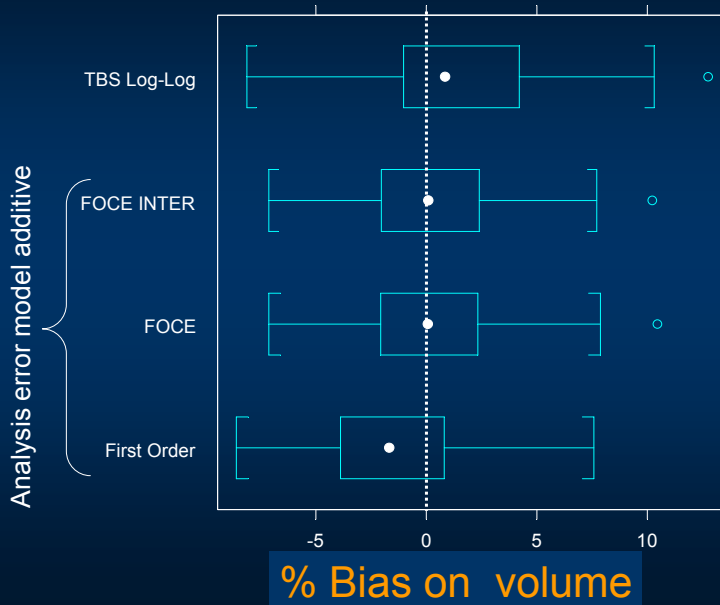 TBS Log-Log
FOCE INTER
FOCE
First Order
Analysis error model additive
-5 0 5 10
% Bias on volume